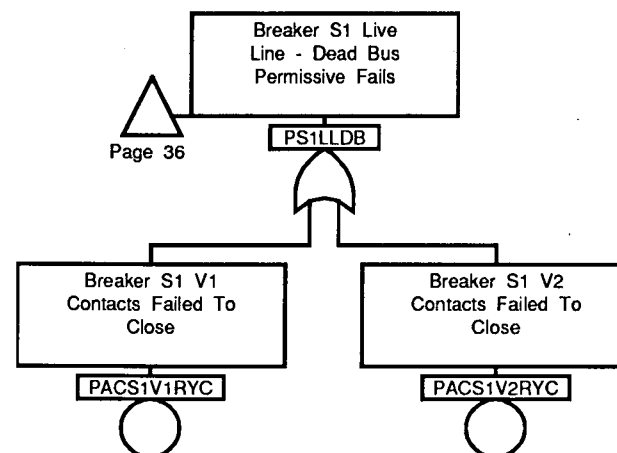 Breaker S1 Live
Line - Dead Bus
Permissive Fails
Page 36
PS1LLDB
Breaker S1 V1
Contacts Failed To
Close
PACS1V1RYC
Breaker S1 V2
Contacts Failed To
Close
PACS1V2RYC